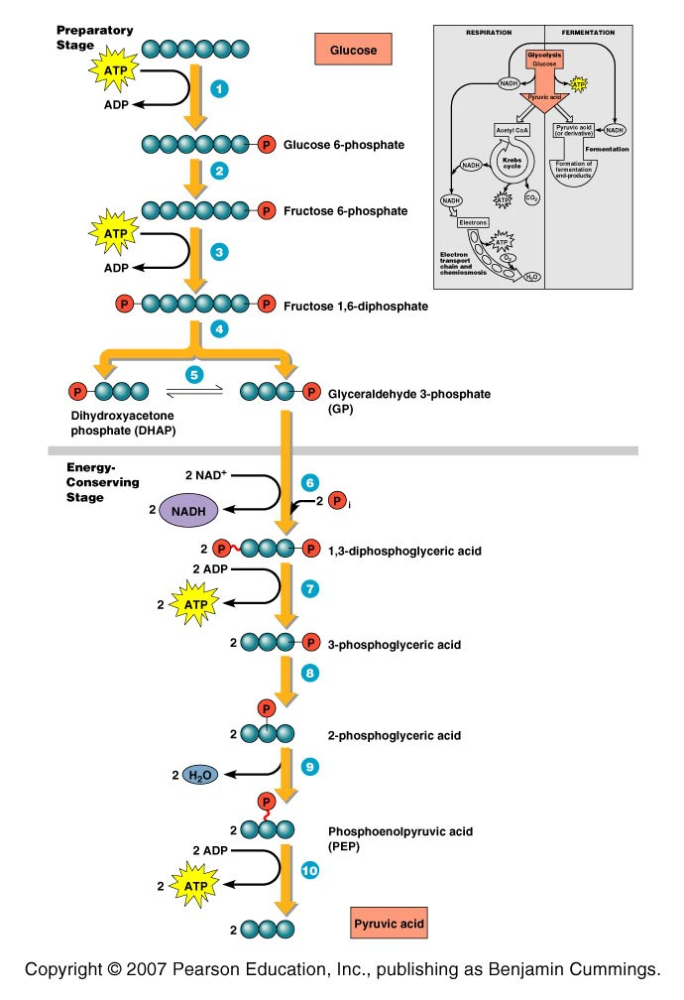 Preparatory
Stage
Glucose
ATP
ADP
1
P
Glucose 6-phosphate
2
P
Fructose 6-phosphate
ATP
ADP
3
P
P
Fructose 1,6-diphosphate
4
5
P
P
Dihydroxyacetone
phosphate (DHAP)
Glyceraldehyde 3-phosphate
(GP)
Energy-
Conserving
Stage
2 NAD+
2 NADH
6
2 P i
2 P
P
1,3-diphosphoglyceric acid
2 ADP
2 ATP
7
2
P
3-phosphoglyceric acid
8
P
2
2-phosphoglyceric acid
9
2 H2O
P
2
Phosphoenolpyruvic acid
(PEP)
2 ADP
2 ATP
10
2
Pyruvic acid
RESPIRATION
FERMENTATION
Glycolysis
Glucose
NADH
ATP
Pyruvic acid
Acetyl CoA
Pyruvic acid
(or derivative)
NADH
Fermentation
Krebs
cycle
NADH
Formation of
fermentation
end-products
ATP
CO2
NADH
Electrons
ATP
O2
Electron
transport
chain and
chemiosmosis
H2O
Copyright © 2007 Pearson Education, Inc., publishing as Benjamin Cummings.